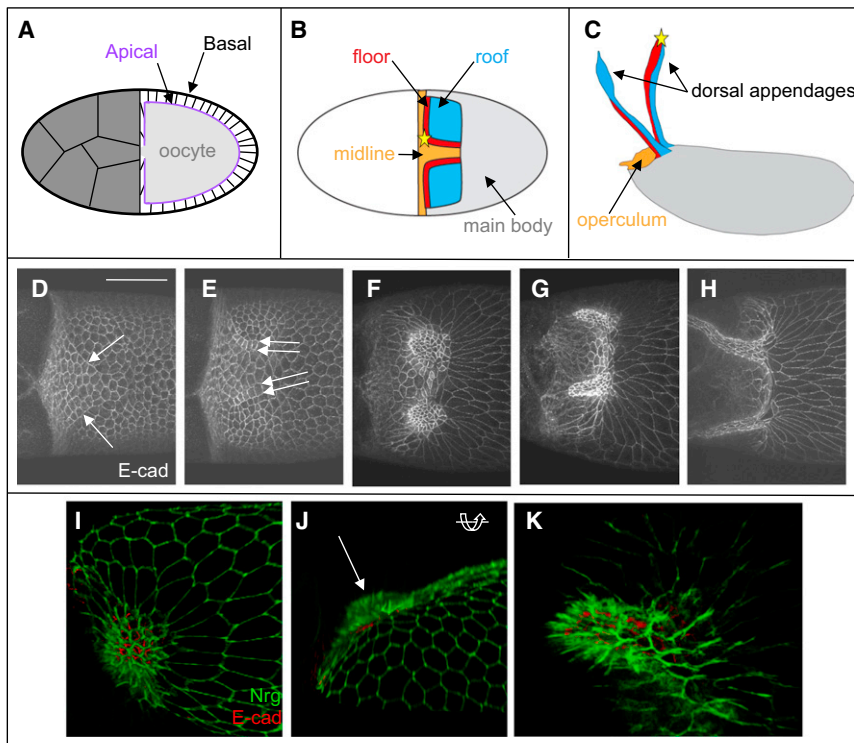 A
Apical
Basal
oocyte
B
floor
roof
midline
main body
C
dorsal appendages
operculum
D
E-cad
E
F
G
H
I
Nrg
E-cad
J
K